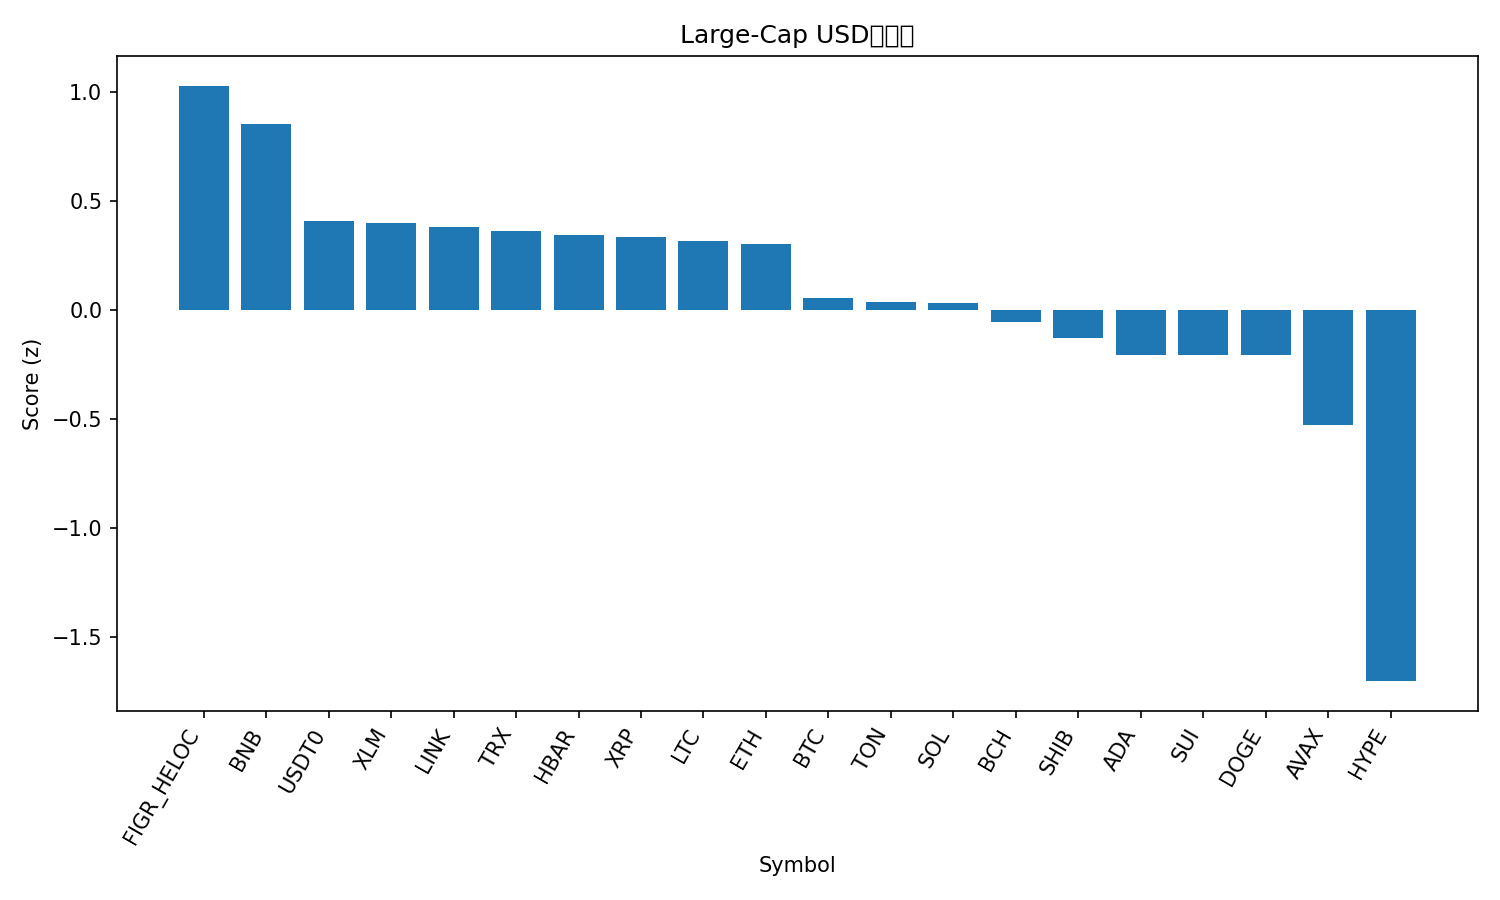 Large-Cap USD
1.0
0.5
0.0
−0.5
−1.0
−1.5
Score (z)
FIGR_HELOC
BNB
USDT0
XLM
LINK
TRX
HBAR
XRP
LTC
ETH
BTC
TON
SOL
BCH
SHIB
ADA
SUI
DOGE
AVAX
HYPE
Symbol